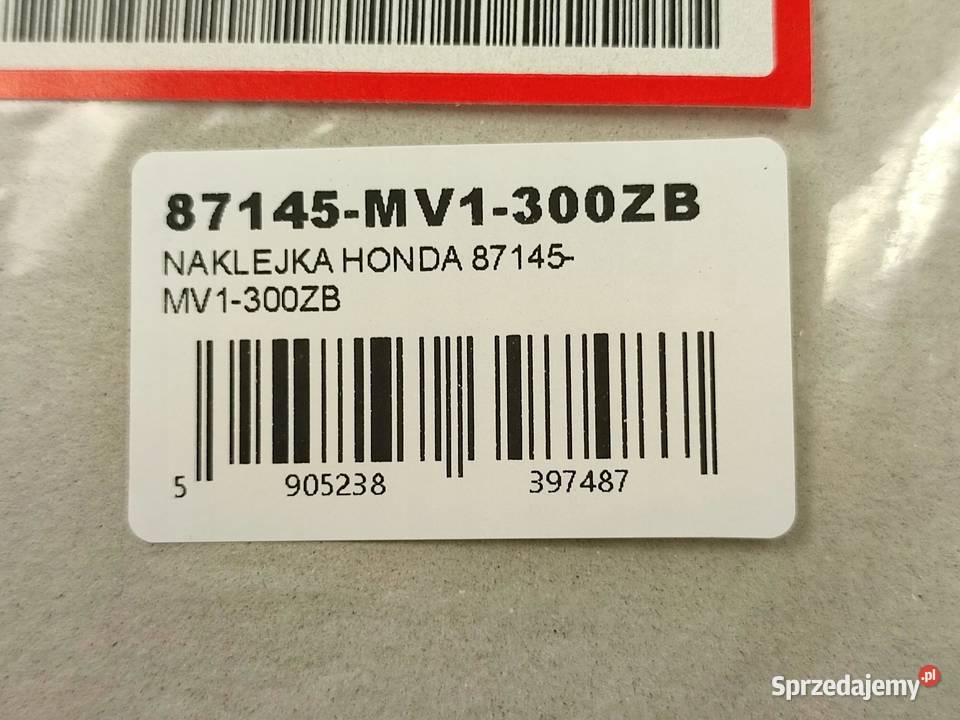 87145-MV1-300ZB
NAKLEJKA HONDA 87145-
MV1-300ZB
5 905238 397487
Sprzedajemy.pl